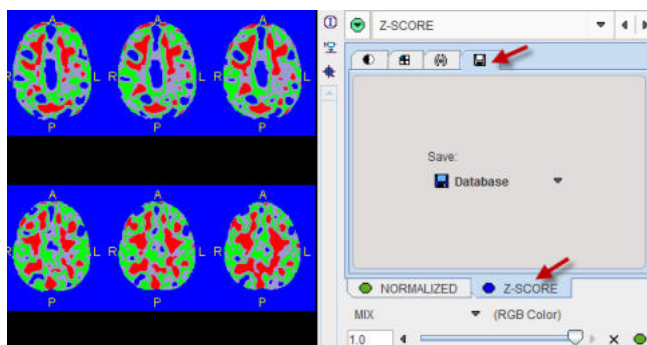 A A A
R L
P P P
A A A
R L R L R L
P P P
Z-SCORE
Save:
Database
NORMALIZED Z-SCORE
MIX (RGB Color)
1.0